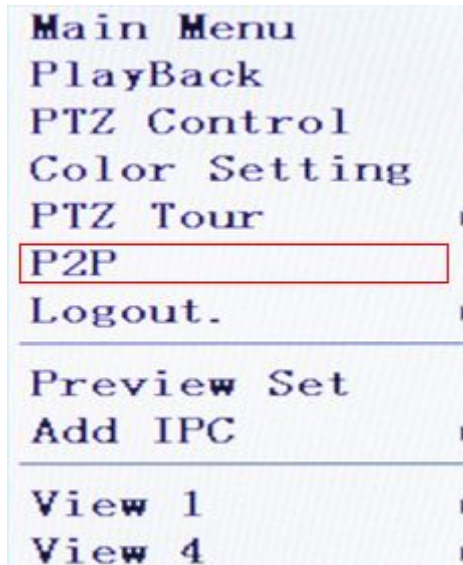 Main Menu
PlayBack
PTZ Control
Color Setting
PTZ Tour
P2P
Logout.
Preview Set
Add IPC
View 1
View 4